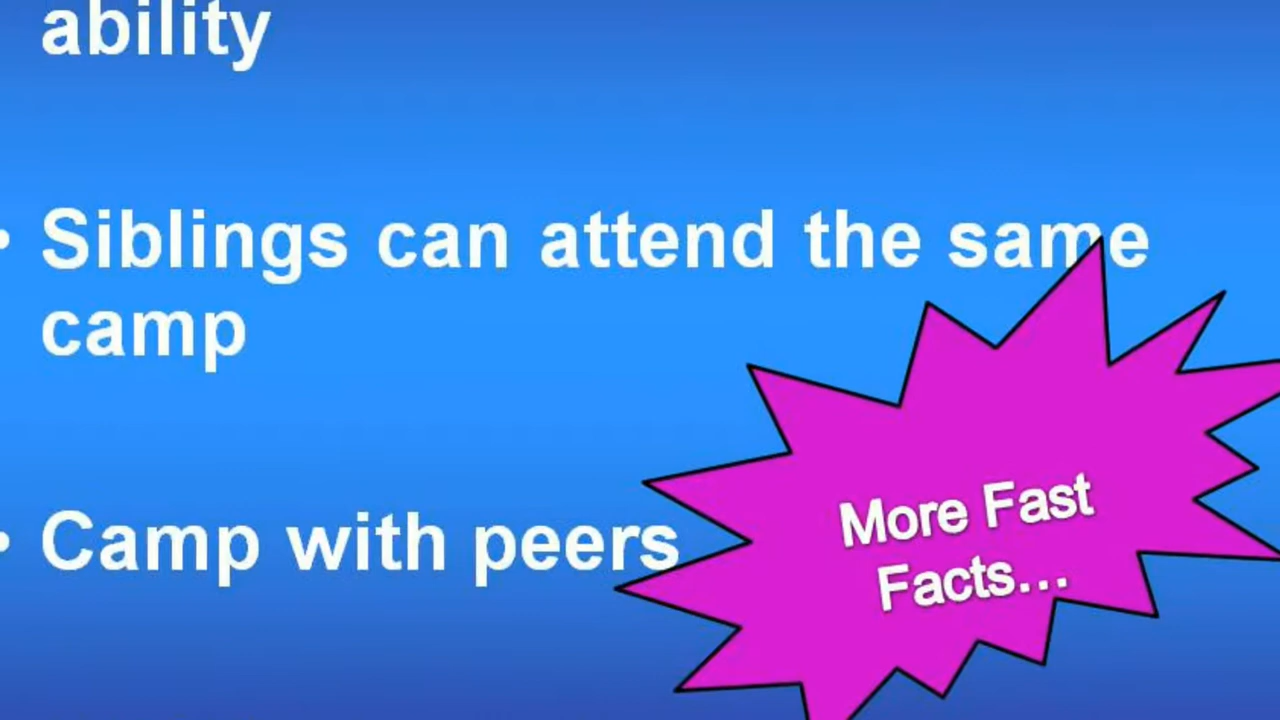 ability
• Siblings can attend the same
camp
• Camp with peers
More Fast
Facts...